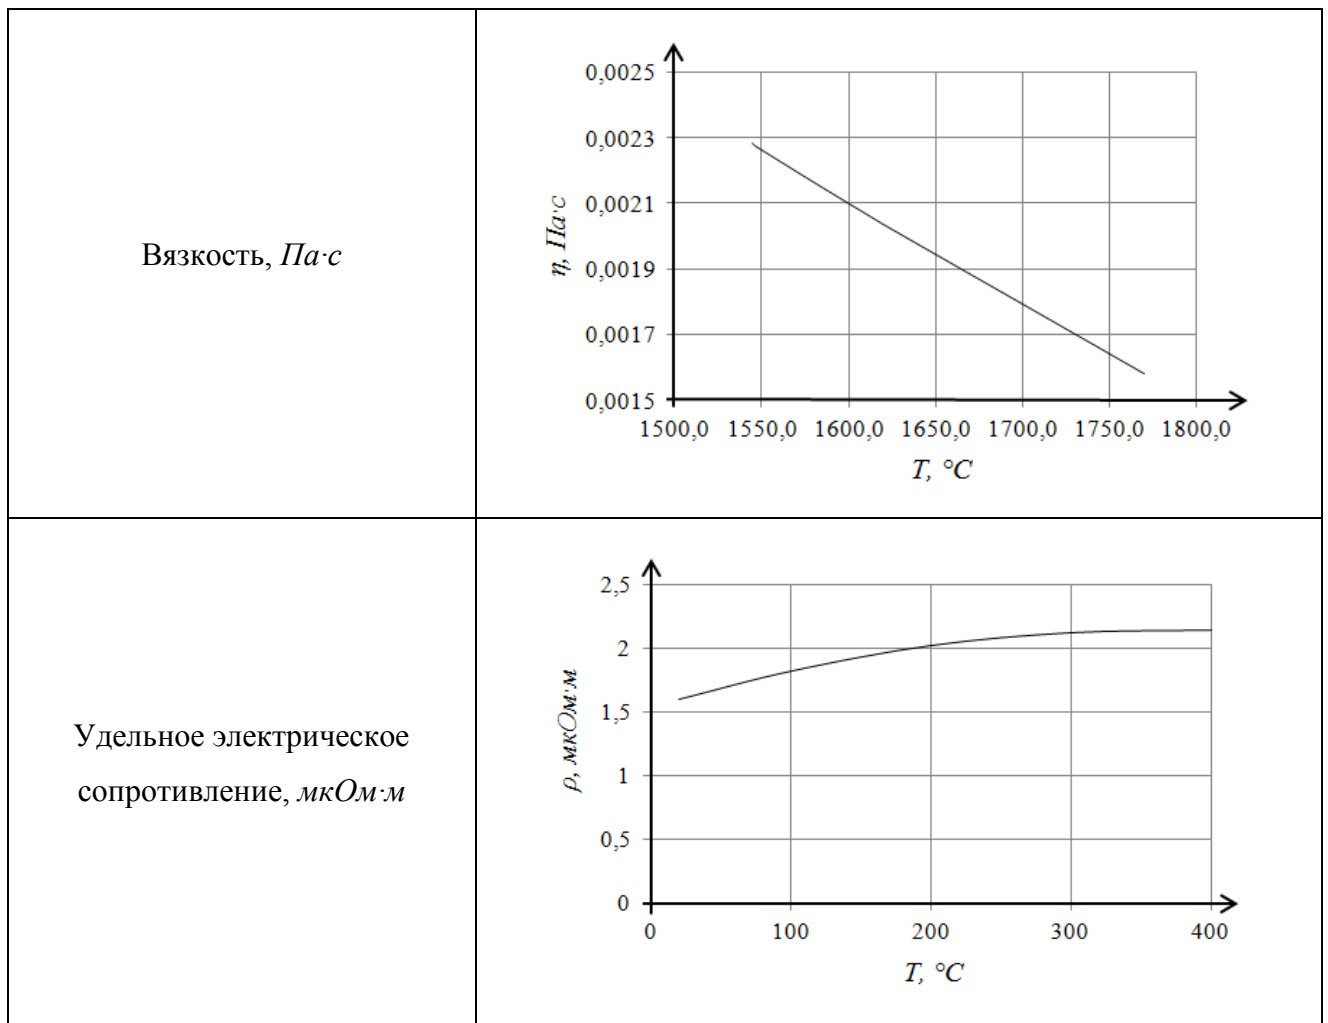 Вязкость, Па·с
0,0025
0,0023
0,0021
0,0019
0,0017
0,0015
η, Па·с
1500,0 1550,0 1600,0 1650,0 1700,0 1750,0 1800,0
T, °C
Удельное электрическое
сопротивление, мкОм·м
2,5
2
1,5
1
0,5
0
ρ, мкОм·м
0 100 200 300 400
T, °C